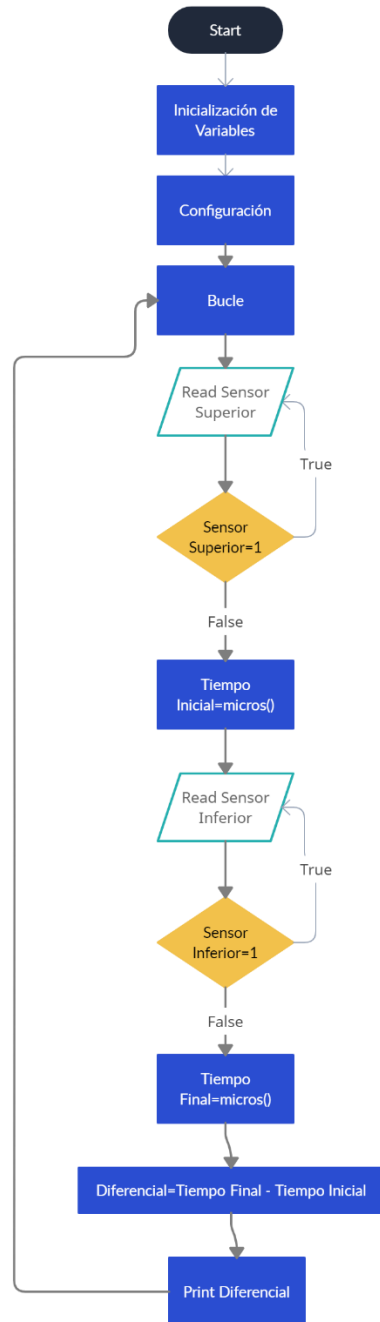 Start
Inicialización de
Variables
Configuración
Bucle
Read Sensor
Superior
True
Sensor
Superior=1
False
Tiempo
Inicial=micros()
Read Sensor
Inferior
True
Sensor
Inferior=1
False
Tiempo
Final=micros()
Diferencial=Tiempo Final - Tiempo Inicial
Print Diferencial